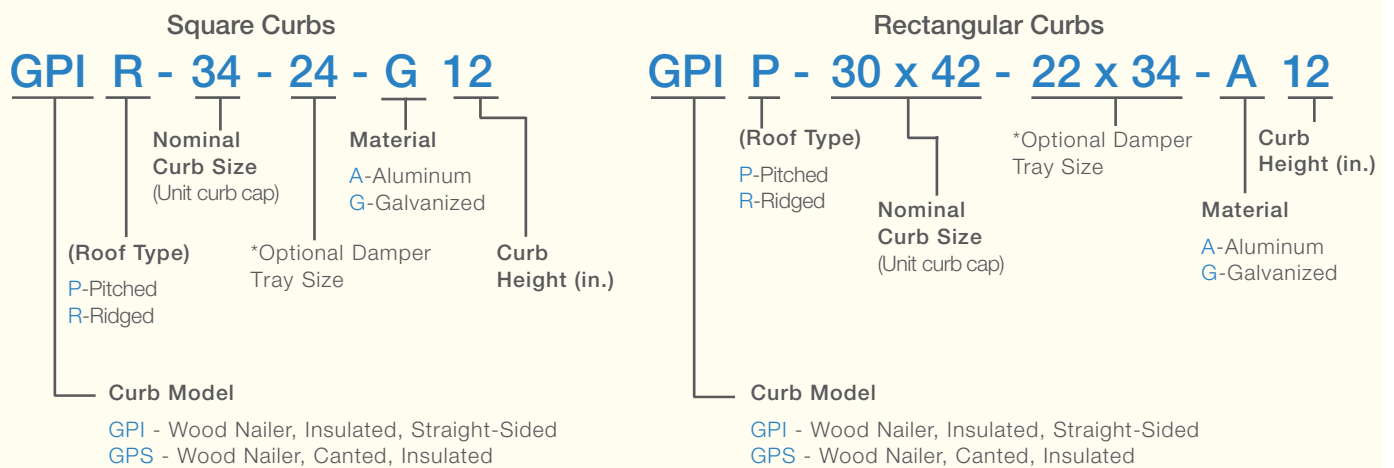 Square Curbs
GPI R - 34 - 24 - G 12
Nominal
Curb Size
(Unit curb cap)
Material
A-Aluminum
G-Galvanized
(Roof Type)
P-Pitched
R-Ridged
*Optional Damper
Tray Size
Curb
Height (in.)
Curb Model
GPI - Wood Nailer, Insulated, Straight-Sided
GPS - Wood Nailer, Canted, Insulated
Rectangular Curbs
GPI P - 30 x 42 - 22 x 34 - A 12
(Roof Type)
P-Pitched
R-Ridged
*Optional Damper
Tray Size
Curb
Height (in.)
Nominal
Curb Size
(Unit curb cap)
Material
A-Aluminum
G-Galvanized
Curb Model
GPI - Wood Nailer, Insulated, Straight-Sided
GPS - Wood Nailer, Canted, Insulated